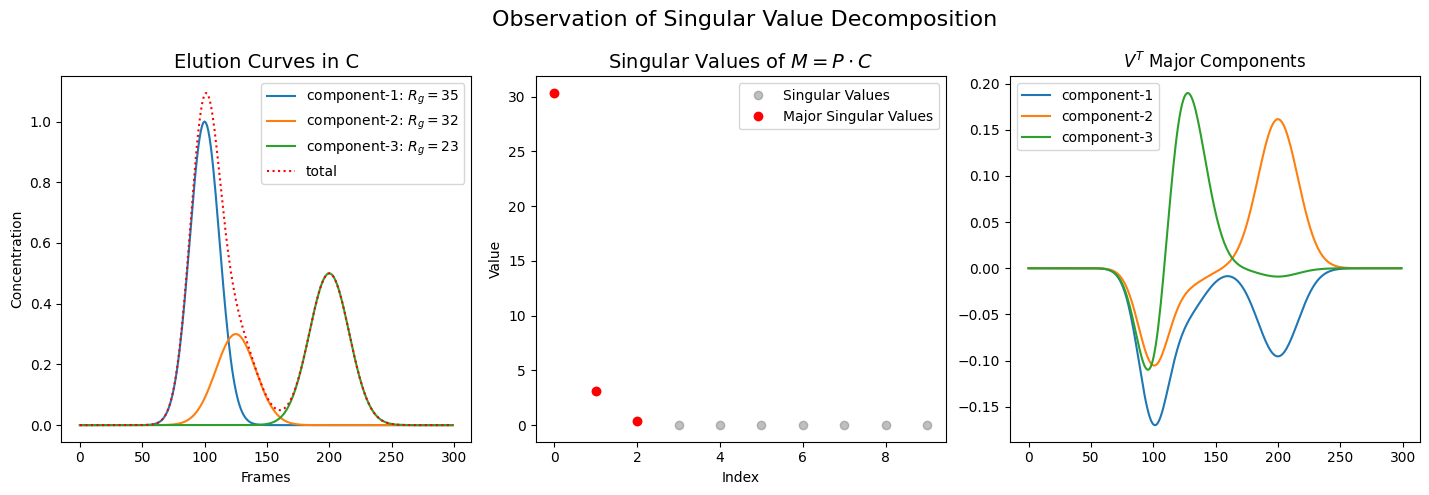 Observation of Singular Value Decomposition
Elution Curves in C
component-1: $R_g = 35$
component-2: $R_g = 32$
component-3: $R_g = 23$
total
Concentration
1.0
0.8
0.6
0.4
0.2
0.0
0 50 100 150 200 250 300
Frames
Singular Values of $M = P \cdot C$
Singular Values
Major Singular Values
Value
30
25
20
15
10
5
0
0 2 4 6 8
Index
$V^T$ Major Components
component-1
component-2
component-3
0.20
0.15
0.10
0.05
0.00
−0.05
−0.10
−0.15
0 50 100 150 200 250 300